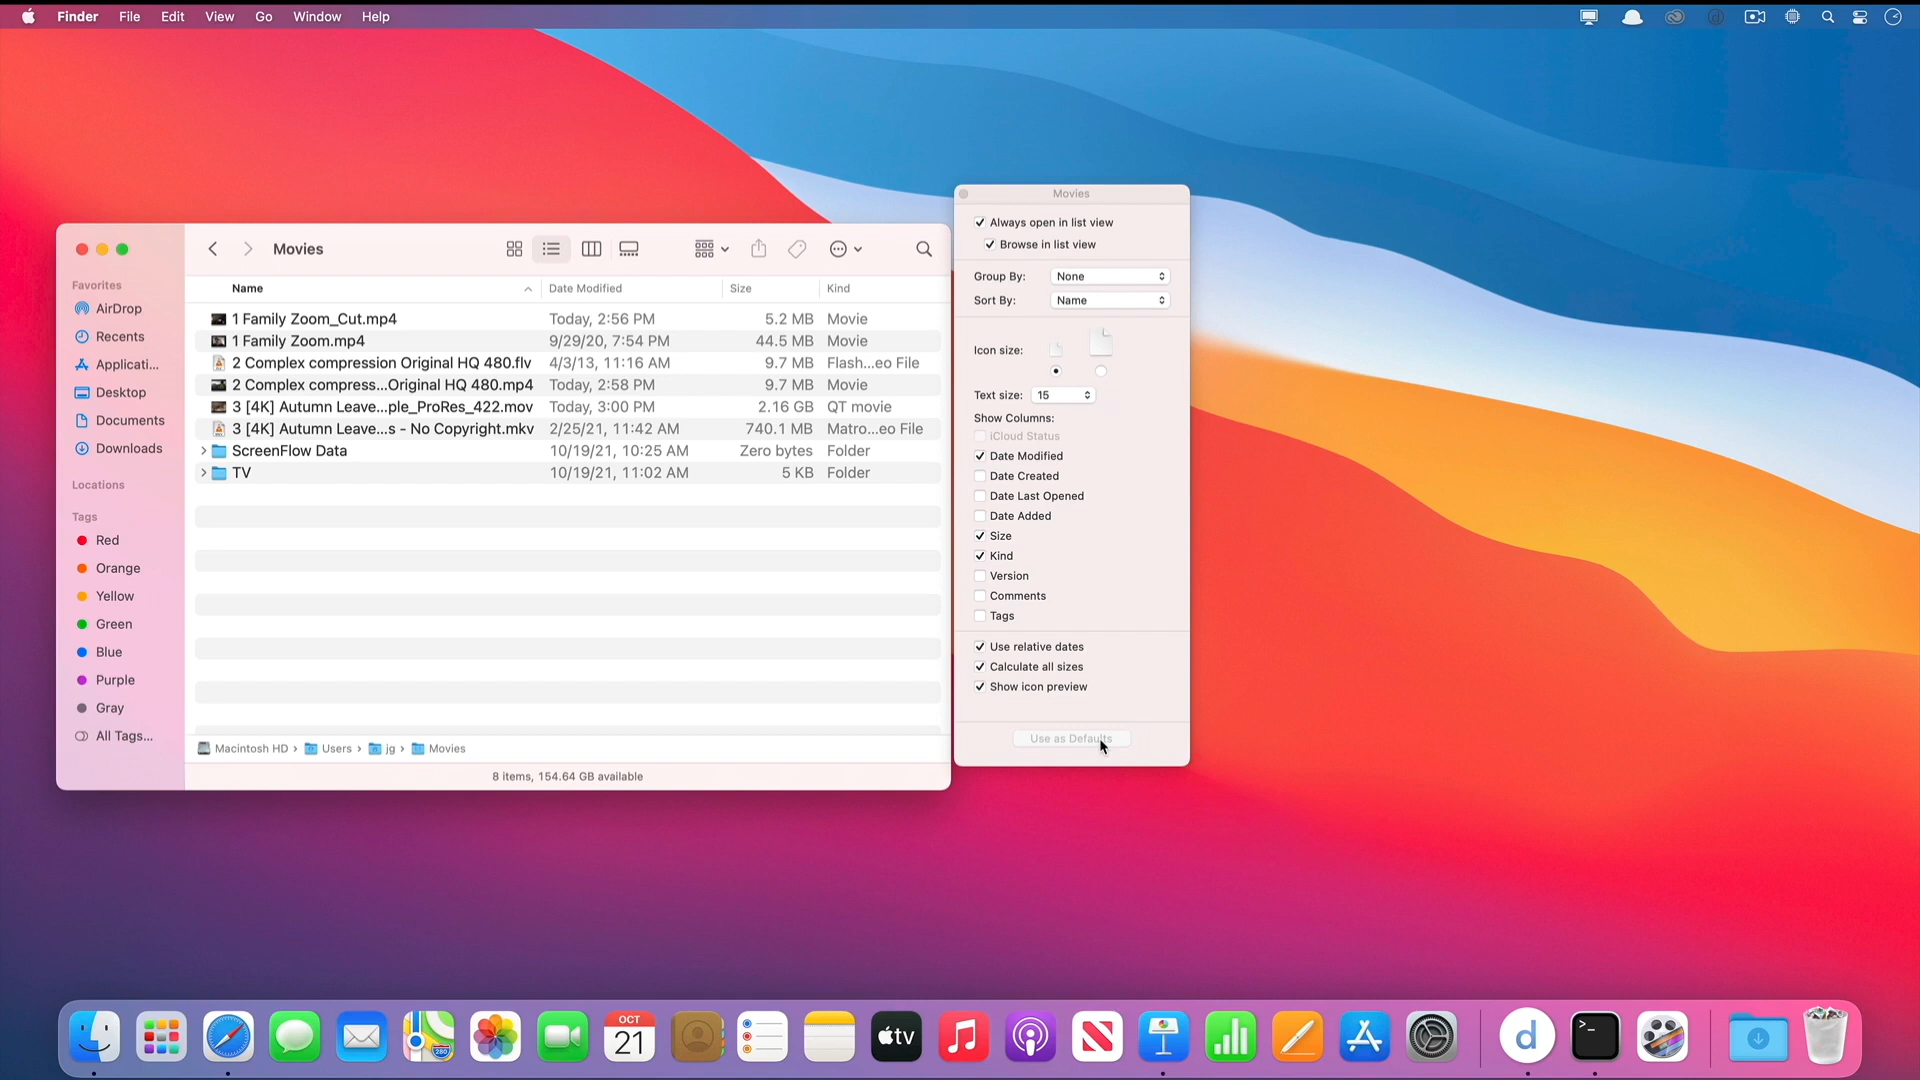 Finder File Edit View Go Window Help
Movies
Favorites
AirDrop
Recents
Applicati...
Desktop
Documents
Downloads
Locations
Tags
Red
Orange
Yellow
Green
Blue
Purple
Gray
All Tags...
Name Date Modified Size Kind
1 Family Zoom_Cut.mp4 Today, 2:56 PM 5.2 MB Movie
1 Family Zoom.mp4 9/29/20, 7:54 PM 44.5 MB Movie
2 Complex compression Original HQ 480.flv 4/3/13, 11:16 AM 9.7 MB Flash...eo File
2 Complex compress...Original HQ 480.mp4 Today, 2:58 PM 9.7 MB Movie
3 [4K] Autumn Leave...ple_ProRes_422.mov Today, 3:00 PM 2.16 GB QT movie
3 [4K] Autumn Leave...s - No Copyright.mkv 2/25/21, 11:42 AM 740.1 MB Matro...eo File
ScreenFlow Data 10/19/21, 10:25 AM Zero bytes Folder
TV 10/19/21, 11:02 AM 5 KB Folder
Macintosh HD › Users › jg › Movies
8 items, 154.64 GB available
Movies
Always open in list view
Browse in list view
Group By: None
Sort By: Name
Icon size:
Text size: 15
Show Columns:
iCloud Status
Date Modified
Date Created
Date Last Opened
Date Added
Size
Kind
Version
Comments
Tags
Use relative dates
Calculate all sizes
Show icon preview
Use as Defaults
280
OCT
21
tv
d
>_